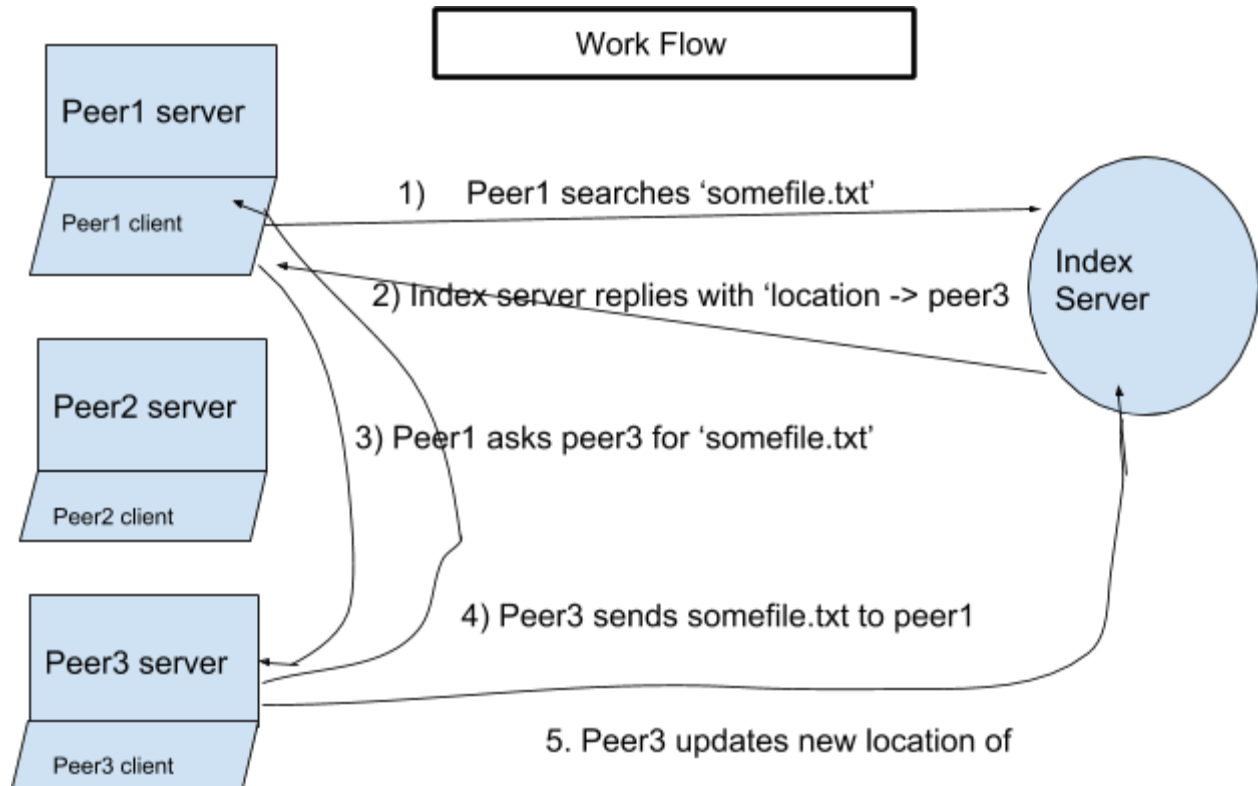 Work Flow
Peer1 server
Peer1 client
1) Peer1 searches ‘somefile.txt’
Index
Server
2) Index server replies with ‘location -> peer3
Peer2 server
Peer2 client
3) Peer1 asks peer3 for ‘somefile.txt’
4) Peer3 sends somefile.txt to peer1
Peer3 server
Peer3 client
5. Peer3 updates new location of